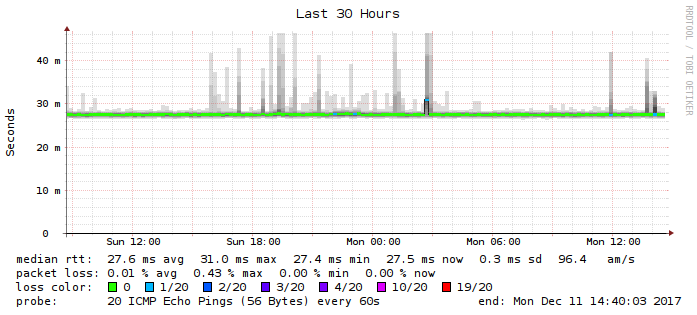 Last 30 Hours
RRDTOOL / TOBI OETIKER
Seconds
40 m
30 m
20 m
10 m
0
Sun 12:00 Sun 18:00 Mon 00:00 Mon 06:00 Mon 12:00
median rtt: 27.6 ms avg 31.0 ms max 27.4 ms min 27.5 ms now 0.3 ms sd 96.4 am/s
packet loss: 0.01 % avg 0.43 % max 0.00 % min 0.00 % now
loss color: 0 1/20 2/20 3/20 4/20 10/20 19/20
probe: 20 ICMP Echo Pings (56 Bytes) every 60s end: Mon Dec 11 14:40:03 2017